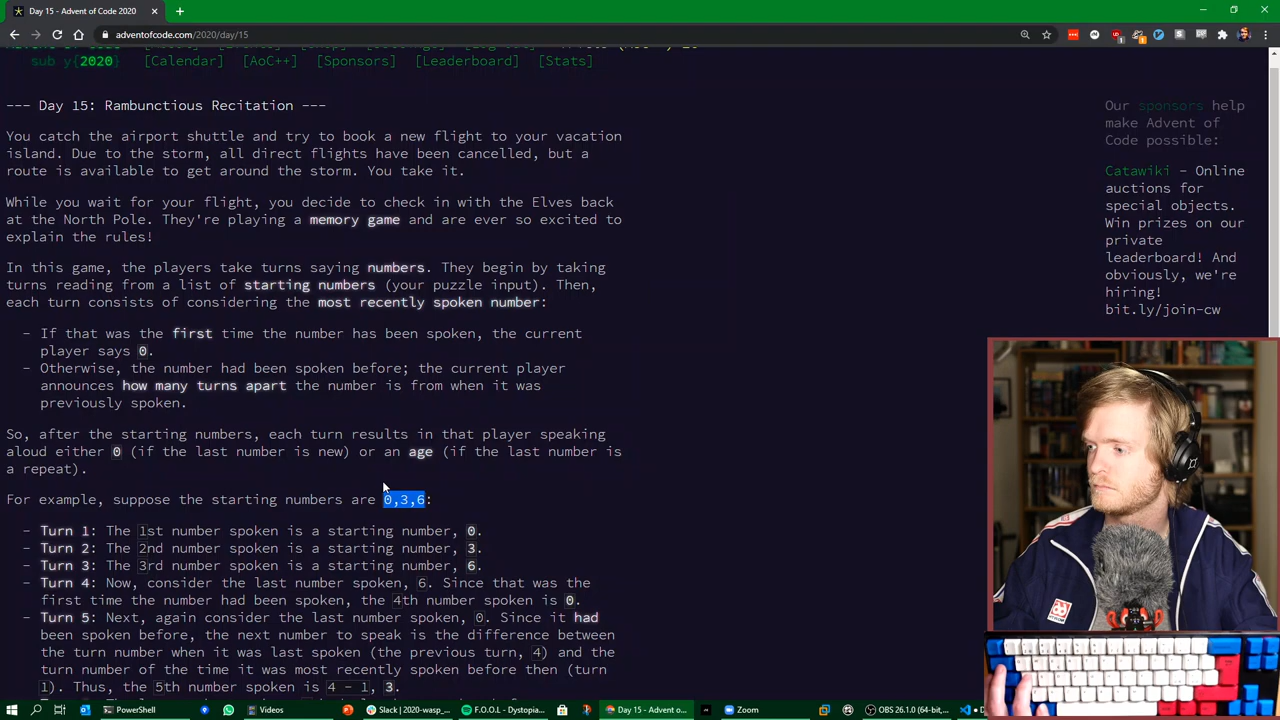 Day 15 - Advent of Code 2020
adventofcode.com/2020/day/15
sub y{2020} [Calendar] [AoC++] [Sponsors] [Leaderboard] [Stats]
--- Day 15: Rambunctious Recitation ---
You catch the airport shuttle and try to book a new flight to your vacation
island. Due to the storm, all direct flights have been cancelled, but a
route is available to get around the storm. You take it.
While you wait for your flight, you decide to check in with the Elves back
at the North Pole. They're playing a memory game and are ever so excited to
explain the rules!
In this game, the players take turns saying numbers. They begin by taking
turns reading from a list of starting numbers (your puzzle input). Then,
each turn consists of considering the most recently spoken number:
- If that was the first time the number has been spoken, the current
player says 0.
- Otherwise, the number had been spoken before; the current player
announces how many turns apart the number is from when it was
previously spoken.
So, after the starting numbers, each turn results in that player speaking
aloud either 0 (if the last number is new) or an age (if the last number is
a repeat).
For example, suppose the starting numbers are 0,3,6:
- Turn 1: The 1st number spoken is a starting number, 0.
- Turn 2: The 2nd number spoken is a starting number, 3.
- Turn 3: The 3rd number spoken is a starting number, 6.
- Turn 4: Now, consider the last number spoken, 6. Since that was the
first time the number had been spoken, the 4th number spoken is 0.
- Turn 5: Next, again consider the last number spoken, 0. Since it had
been spoken before, the next number to speak is the difference between
the turn number when it was last spoken (the previous turn, 4) and the
turn number of the time it was most recently spoken before then (turn
1). Thus, the 5th number spoken is 4 - 1, 3.
Our sponsors help
make Advent of
Code possible:
Catawiki - Online
auctions for
special objects.
Win prizes on our
private
leaderboard! And
obviously, we're
hiring!
bit.ly/join-cw
PowerShell
Videos
Slack | 2020-wasp_...
F.O.O.L - Dystopia...
Day 15 - Advent o...
Zoom
OBS 26.1.0 (64-bit,...